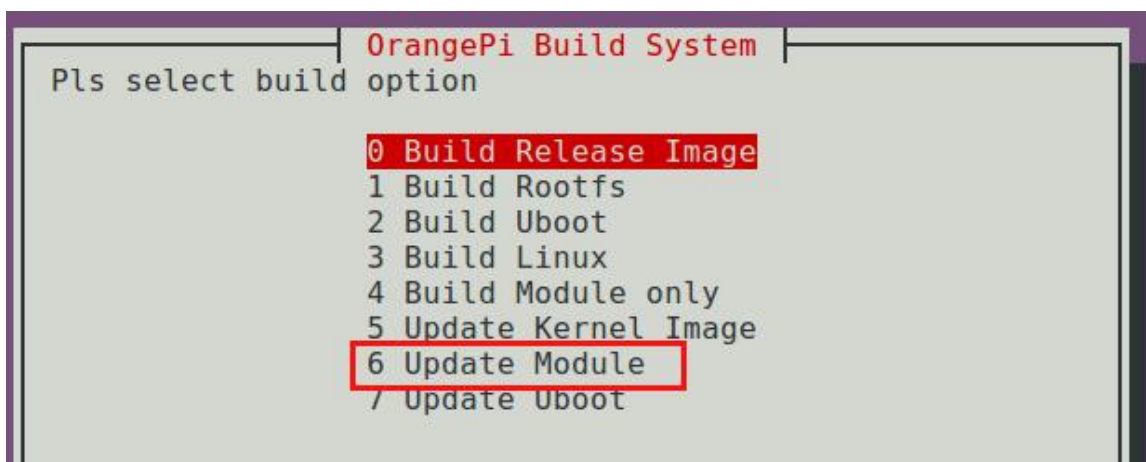 OrangePi Build System
Pls select build option
0 Build Release Image
1 Build Rootfs
2 Build Uboot
3 Build Linux
4 Build Module only
5 Update Kernel Image
6 Update Module
7 Update Uboot